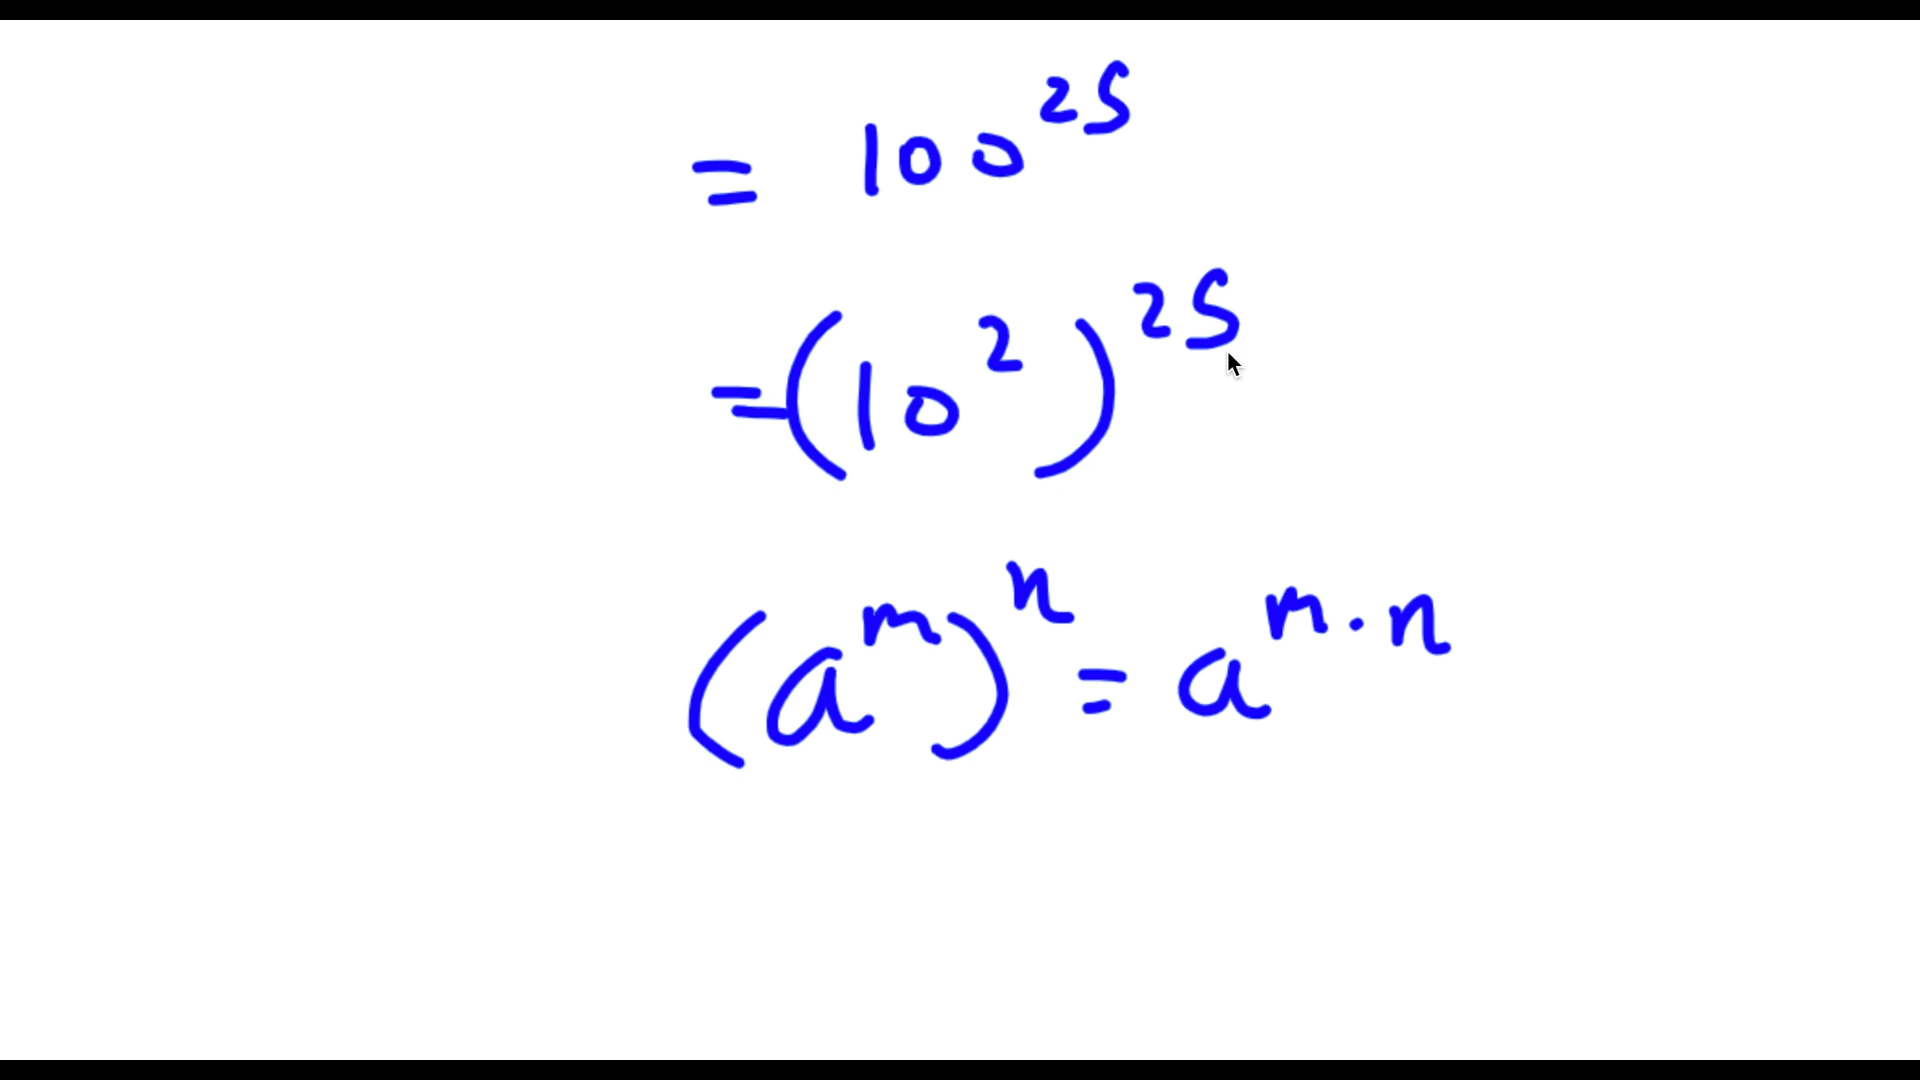 = 100^25
=(10^2)^25
(a^m)^n = a^m·n